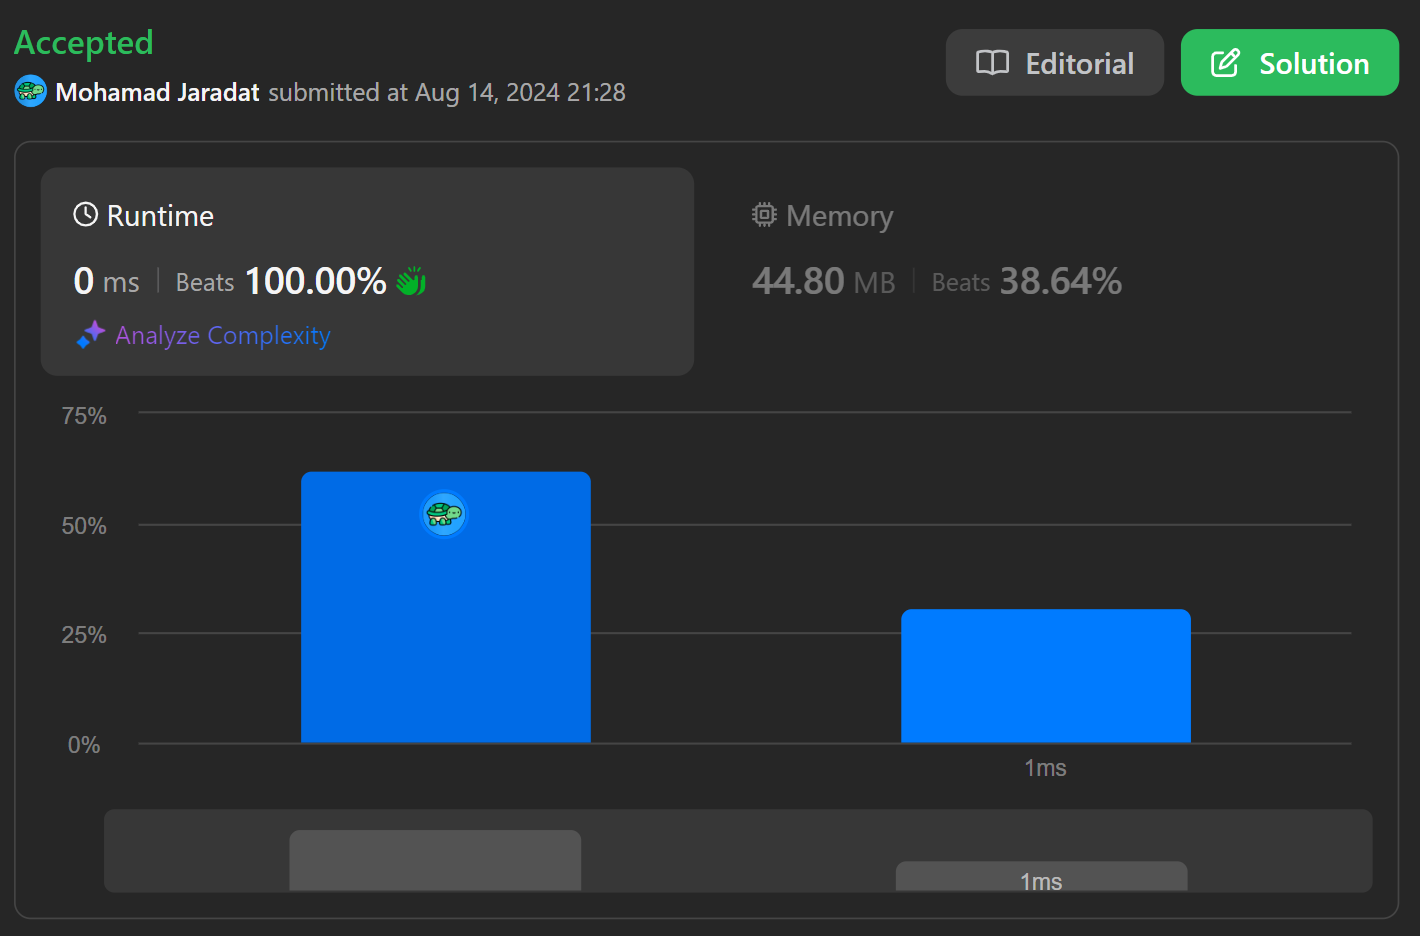 Accepted
Editorial
Solution
Mohamad Jaradat submitted at Aug 14, 2024 21:28
Runtime
0 ms | Beats 100.00%
Analyze Complexity
Memory
44.80 MB | Beats 38.64%
75%
50%
25%
0%
1ms
1ms